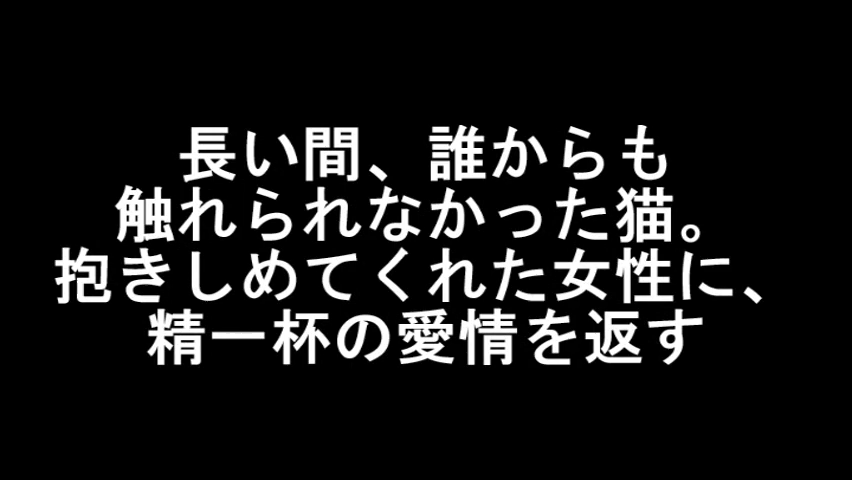 長い間、誰からも
触れられなかった猫。
抱きしめてくれた女性に、
精一杯の愛情を返す